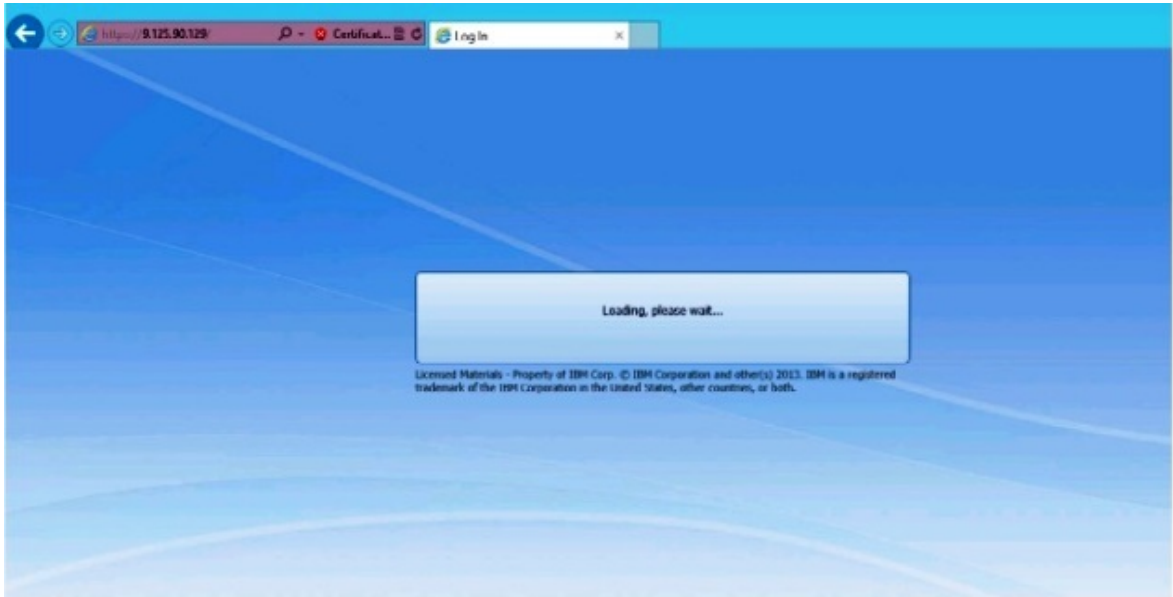 https://9.125.90.129/
Certificat...
Log In
Loading, please wait...
Licensed Materials - Property of IBM Corp. © IBM Corporation and other(s) 2013. IBM is a registered
trademark of the IBM Corporation in the United States, other countries, or both.